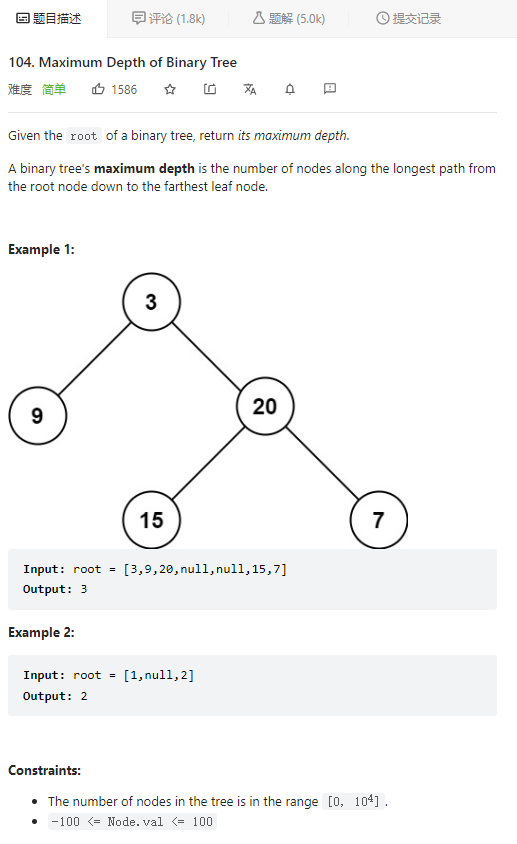 题目描述 评论 (1.8k) 题解 (5.0k) 提交记录
104. Maximum Depth of Binary Tree
难度 简单 1586
Given the root of a binary tree, return its maximum depth.
A binary tree's maximum depth is the number of nodes along the longest path from
the root node down to the farthest leaf node.
Example 1:
3
9
20
15
7
Input: root = [3,9,20,null,null,15,7]
Output: 3
Example 2:
Input: root = [1,null,2]
Output: 2
Constraints:
• The number of nodes in the tree is in the range [0, 10⁴].
• -100 <= Node.val <= 100